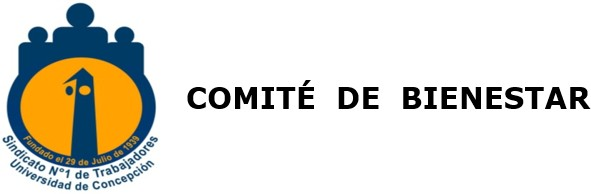 Fundado el 29 de Julio de 1939
Sindicato N°1 de Trabajadores
Universidad de Concepción
COMITÉ DE BIENESTAR